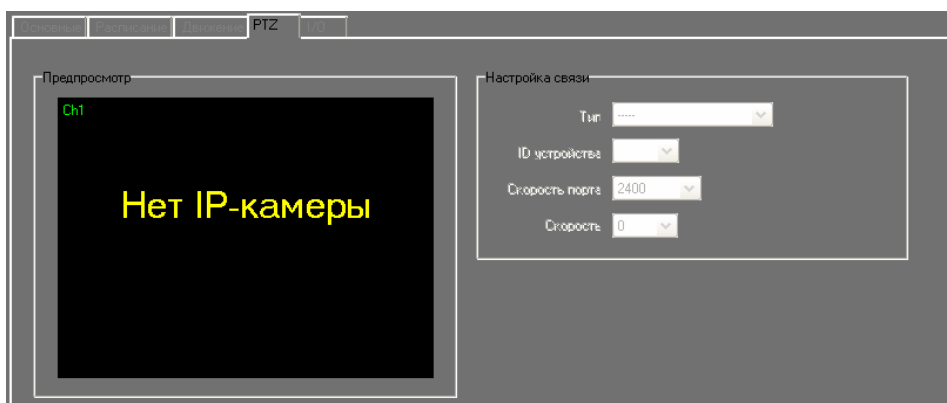 Основные Расписание Движение PTZ I/O
Предпросмотр
Ch1
Нет IP-камеры
Настройка связи
Тип -----
ID устройства
Скорость порта 2400
Скорость 0